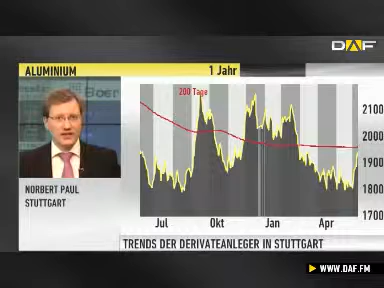 DAF
ALUMINIUM
1 Jahr
200 Tage
2100
2000
1900
1800
1700
Jul
Okt
Jan
Apr
NORBERT PAUL
STUTTGART
TRENDS DER DERIVATEANLEGER IN STUTTGART
WWW.DAF.FM